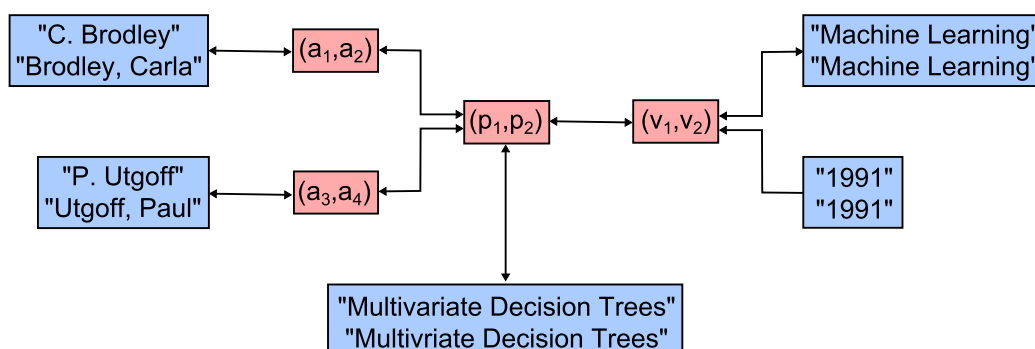 "C. Brodley"
"Brodley, Carla"
(a₁,a₂)
"Machine Learning"
"Machine Learning"
(p₁,p₂)
(v₁,v₂)
"P. Utgoff"
"Utgoff, Paul"
(a₃,a₄)
"1991"
"1991"
"Multivariate Decision Trees"
"Multivriate Decision Trees"